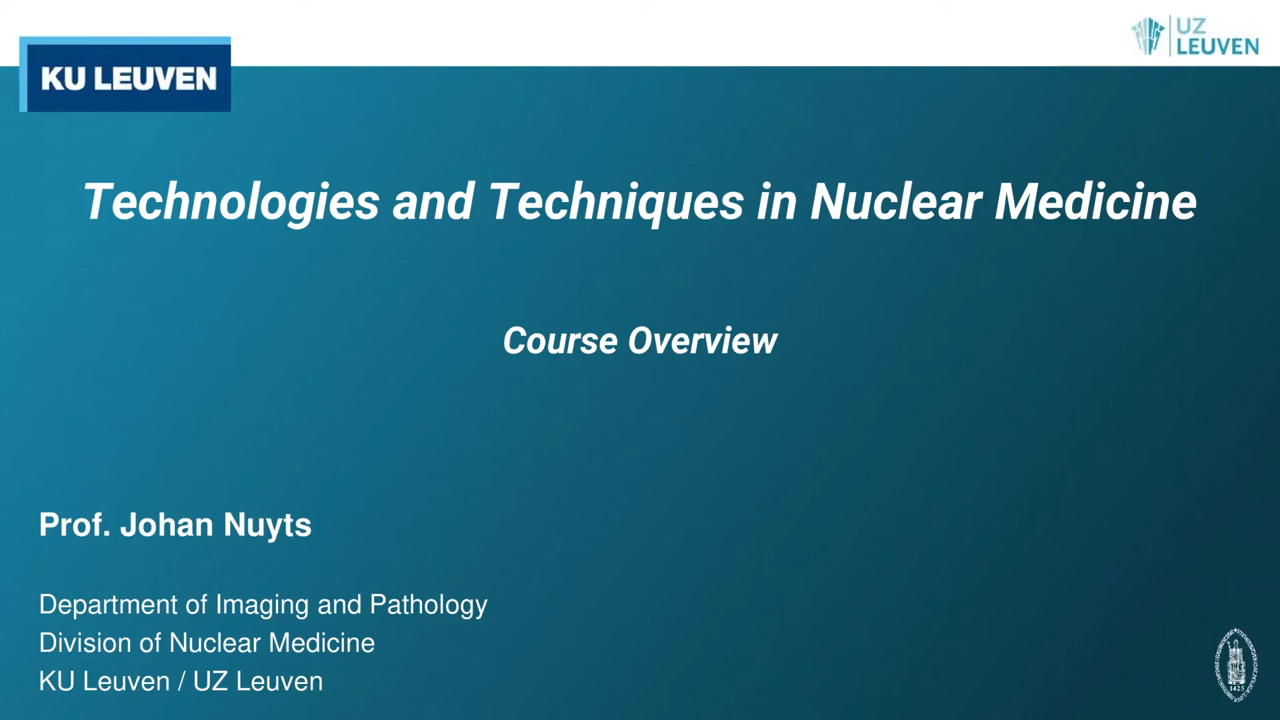 UZ
LEUVEN
KU LEUVEN
Technologies and Techniques in Nuclear Medicine
Course Overview
Prof. Johan Nuyts
Department of Imaging and Pathology
Division of Nuclear Medicine
KU Leuven / UZ Leuven
1425